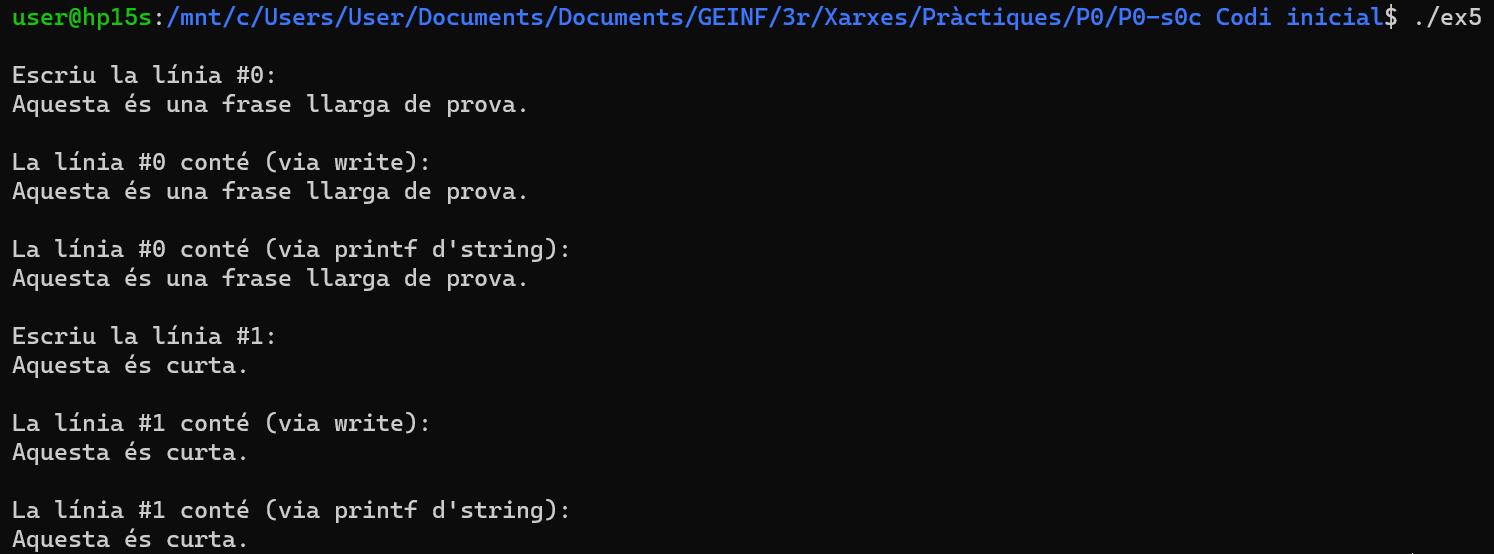 user@hp15s:/mnt/c/Users/User/Documents/Documents/GEINF/3r/Xarxes/Pràctiques/P0/P0-s0c Codi inicial$ ./ex5
Escriu la línia #0:
Aquesta és una frase llarga de prova.
La línia #0 conté (via write):
Aquesta és una frase llarga de prova.
La línia #0 conté (via printf d'string):
Aquesta és una frase llarga de prova.
Escriu la línia #1:
Aquesta és curta.
La línia #1 conté (via write):
Aquesta és curta.
La línia #1 conté (via printf d'string):
Aquesta és curta.